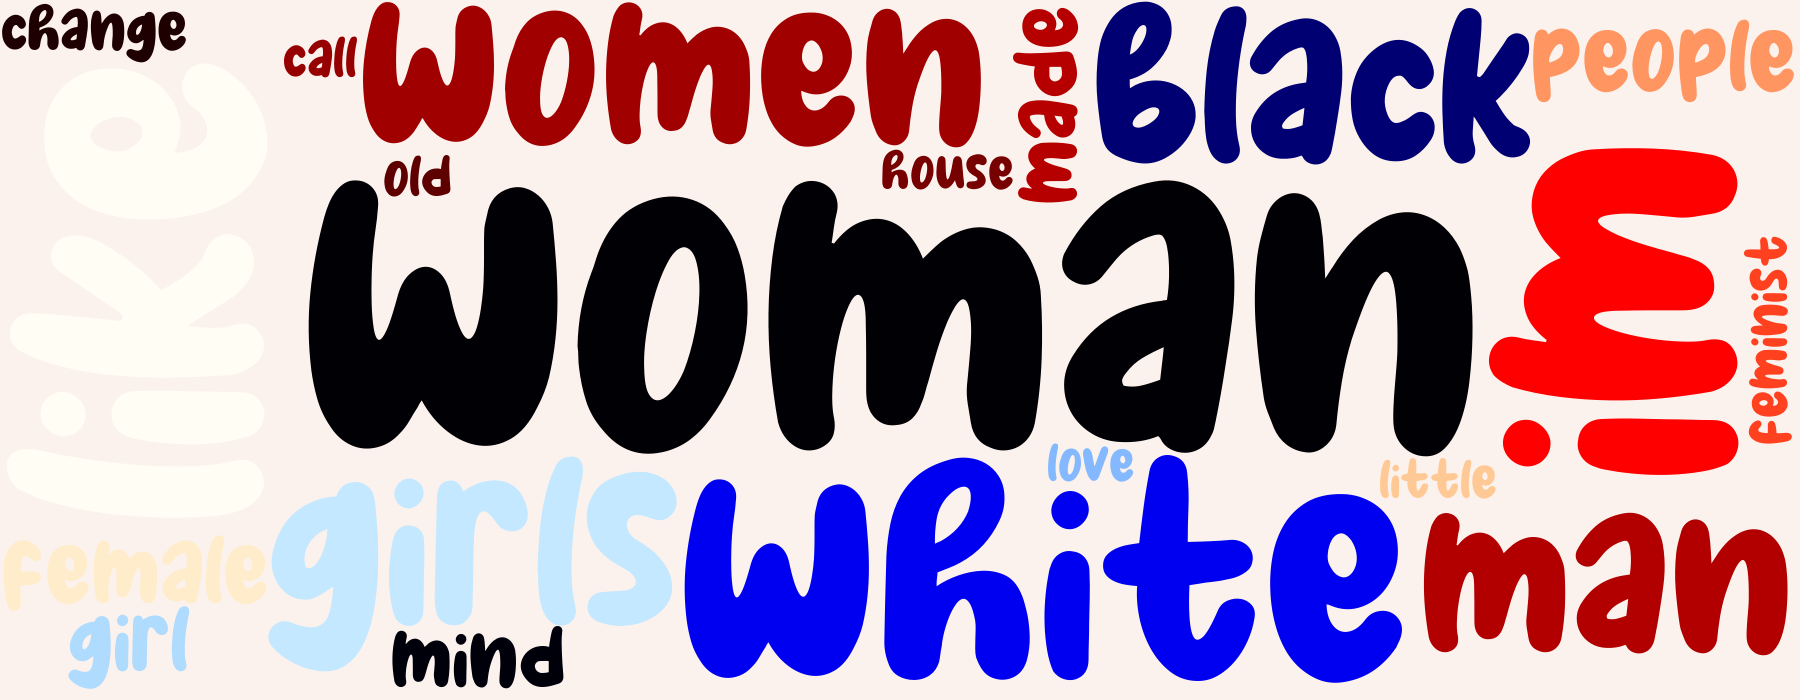 change
call
women
made
black
people
like
old
house
woman
im
feminist
love
little
girls
white
man
female
girl
mind